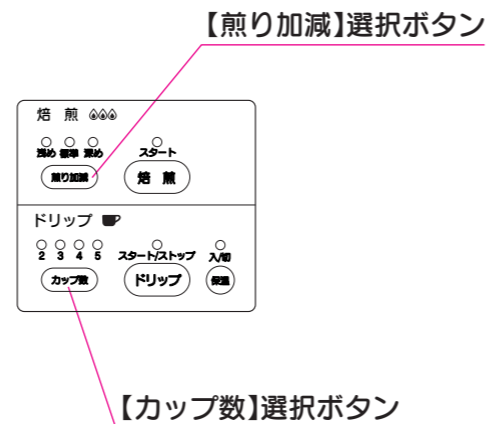 【煎り加減】選択ボタン
焙 煎
浅め 標準 深め スタート
煎り加減 焙 煎
ドリップ
2 3 4 5 スタート/ストップ 入/切
カップ数 ドリップ 保温
【カップ数】選択ボタン